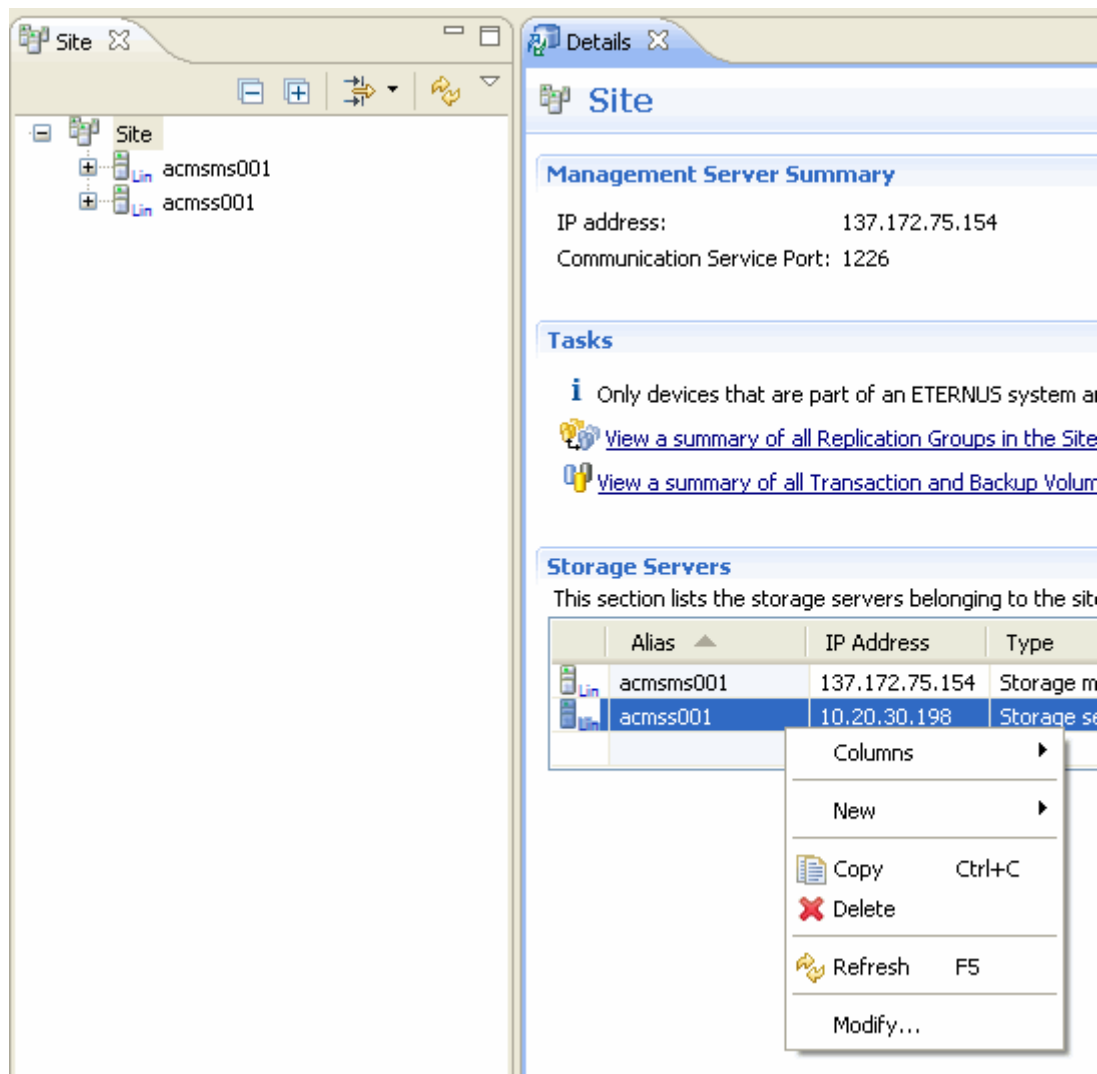 Site
Site
acmsms001
Lin
acmss001
Lin
Details
Site
Management Server Summary
IP address: 137.172.75.154
Communication Service Port: 1226
Tasks
i Only devices that are part of an ETERNUS system
View a summary of all Replication Groups in the Site
View a summary of all Transaction and Backup
Storage Servers
This section lists the storage servers belonging to the
Alias IP Address Type
Lin acmsms001 137.172.75.154 Storage
Lin acmss001 10.20.30.198 Storage
Columns
New
Copy Ctrl+C
Delete
Refresh F5
Modify...